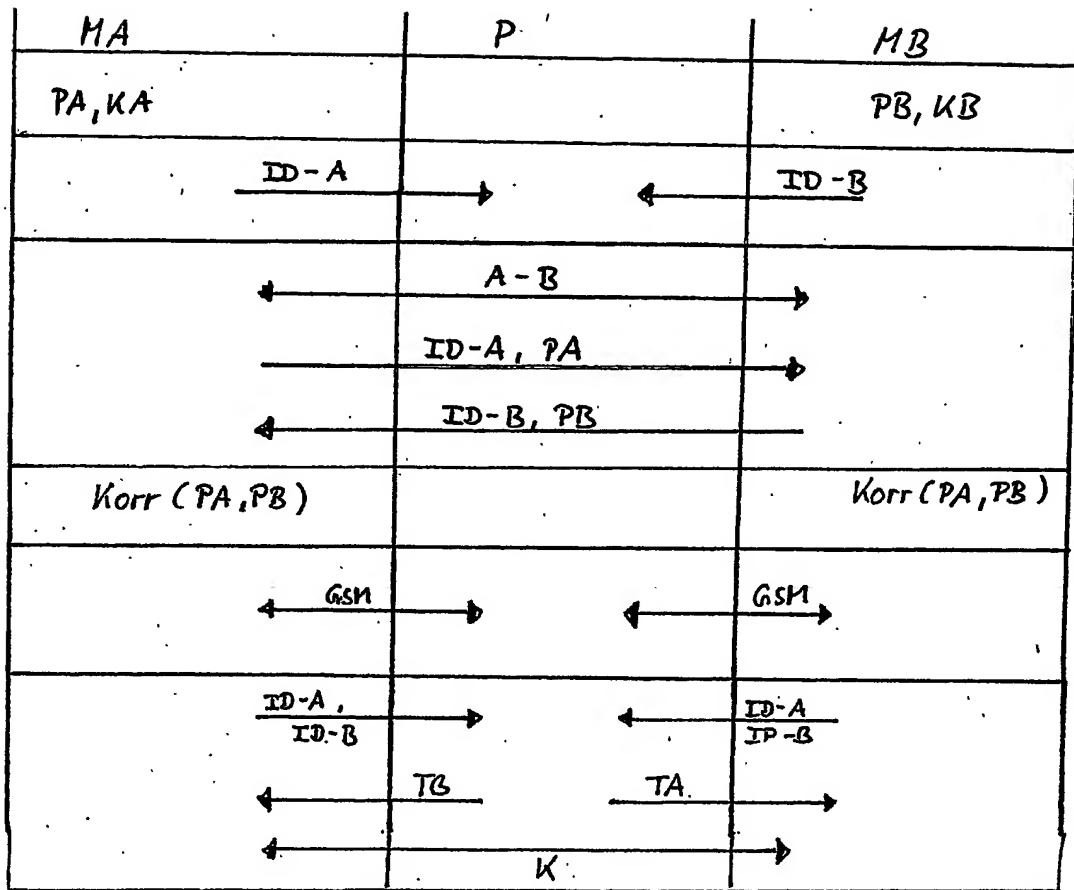 MA P MB
PA, KA PB, KB
ID-A ID-B
A-B
ID-A, PA
ID-B, PB
Korr (PA, PB) Korr (PA, PB)
GSM GSM
ID-A, ID-A
ID-B IP-B
TB TA.
K